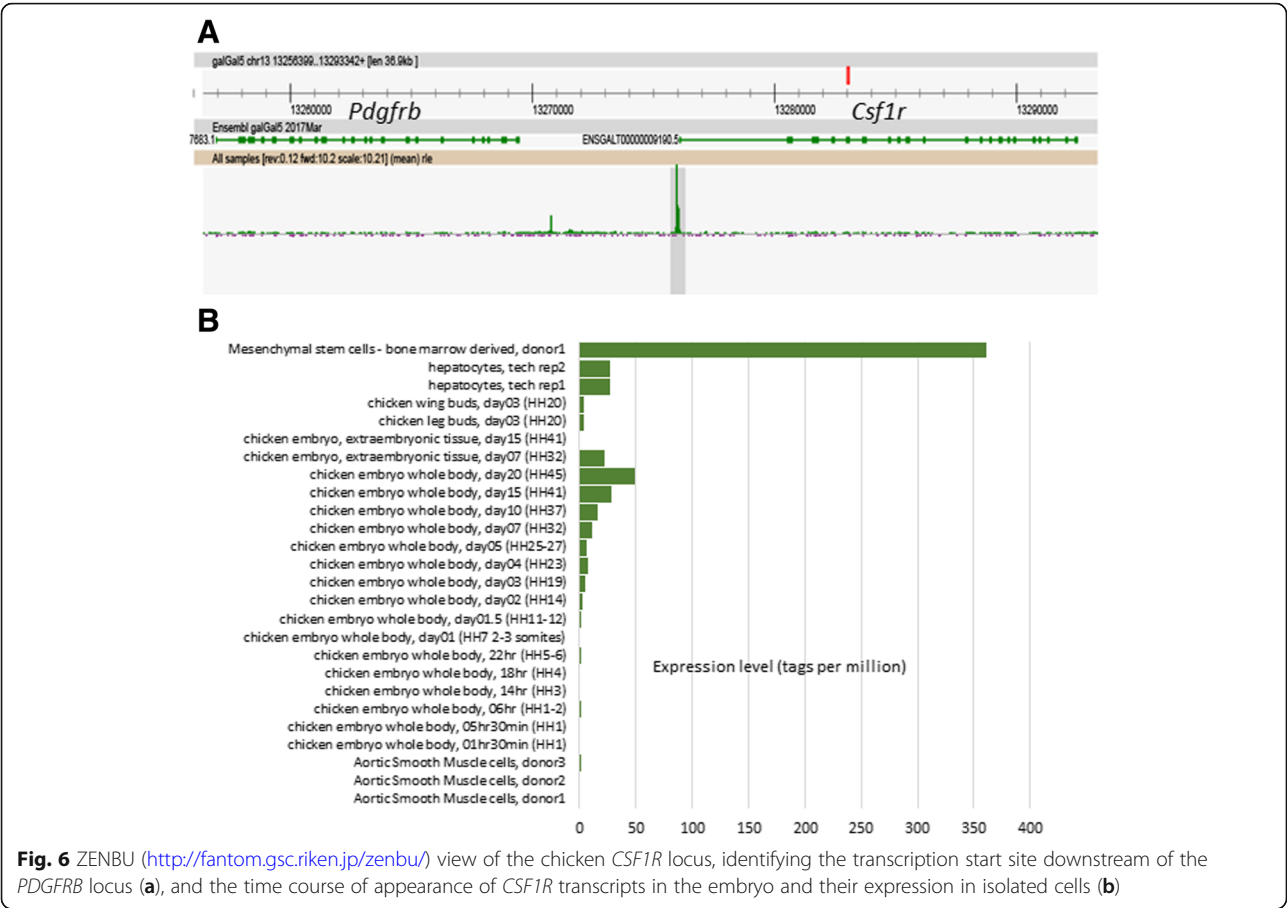 A
galGal5 chr13 13256399..13293342+ [len 36.9kb ]
13260000 Pdgfrb 13270000 13280000 Csf1r 13290000
Ensembl galGal5 2017Mar
7683.1 ENSGALT00000009190.5
All samples [rev:0.12 fwd:10.2 scale:10.21] (mean) rle
B
Mesenchymal stem cells - bone marrow derived, donor1
hepatocytes, tech rep2
hepatocytes, tech rep1
chicken wing buds, day03 (HH20)
chicken leg buds, day03 (HH20)
chicken embryo, extraembryonic tissue, day15 (HH41)
chicken embryo, extraembryonic tissue, day07 (HH32)
chicken embryo whole body, day20 (HH45)
chicken embryo whole body, day15 (HH41)
chicken embryo whole body, day10 (HH37)
chicken embryo whole body, day07 (HH32)
chicken embryo whole body, day05 (HH25-27)
chicken embryo whole body, day04 (HH23)
chicken embryo whole body, day03 (HH19)
chicken embryo whole body, day02 (HH14)
chicken embryo whole body, day01.5 (HH11-12)
chicken embryo whole body, day01 (HH7 2-3 somites)
chicken embryo whole body, 22hr (HH5-6)
Expression level (tags per million)
chicken embryo whole body, 18hr (HH4)
chicken embryo whole body, 14hr (HH3)
chicken embryo whole body, 06hr (HH1-2)
chicken embryo whole body, 05hr30min (HH1)
chicken embryo whole body, 01hr30min (HH1)
Aortic Smooth Muscle cells, donor3
Aortic Smooth Muscle cells, donor2
Aortic Smooth Muscle cells, donor1
0 50 100 150 200 250 300 350 400
Fig. 6 ZENBU (http://fantom.gsc.riken.jp/zenbu/) view of the chicken CSF1R locus, identifying the transcription start site downstream of the
PDGFRB locus (a), and the time course of appearance of CSF1R transcripts in the embryo and their expression in isolated cells (b)